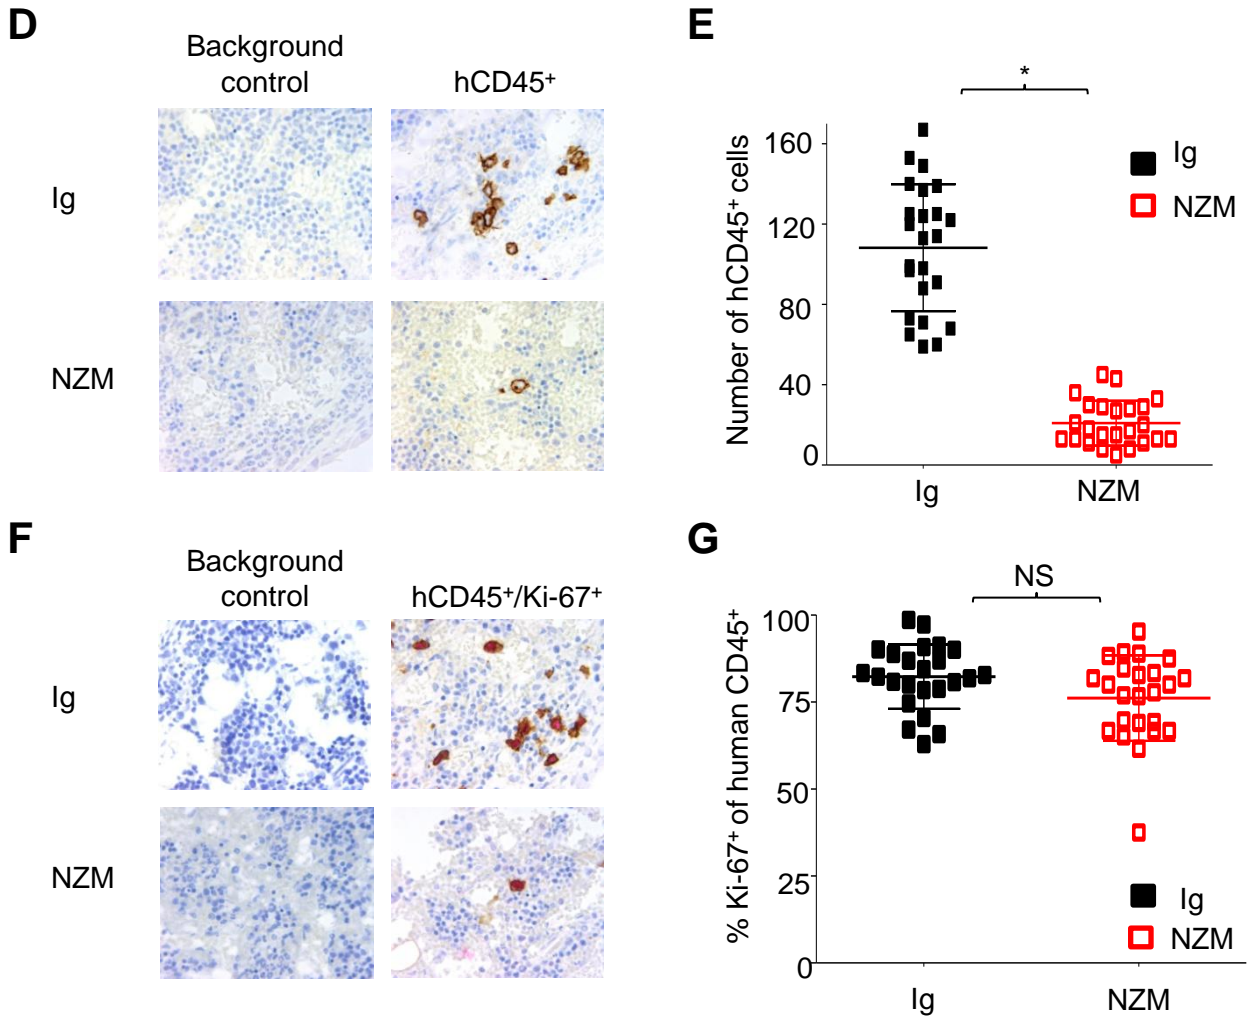 D
Background
control
hCD45⁺
Ig
NZM
E
*
Number of hCD45⁺ cells
160
120
80
40
0
Ig
NZM
Ig
NZM
F
Background
control
hCD45⁺/Ki-67⁺
Ig
NZM
G
NS
% Ki-67⁺ of human CD45⁺
100
75
50
25
0
Ig
NZM
Ig
NZM